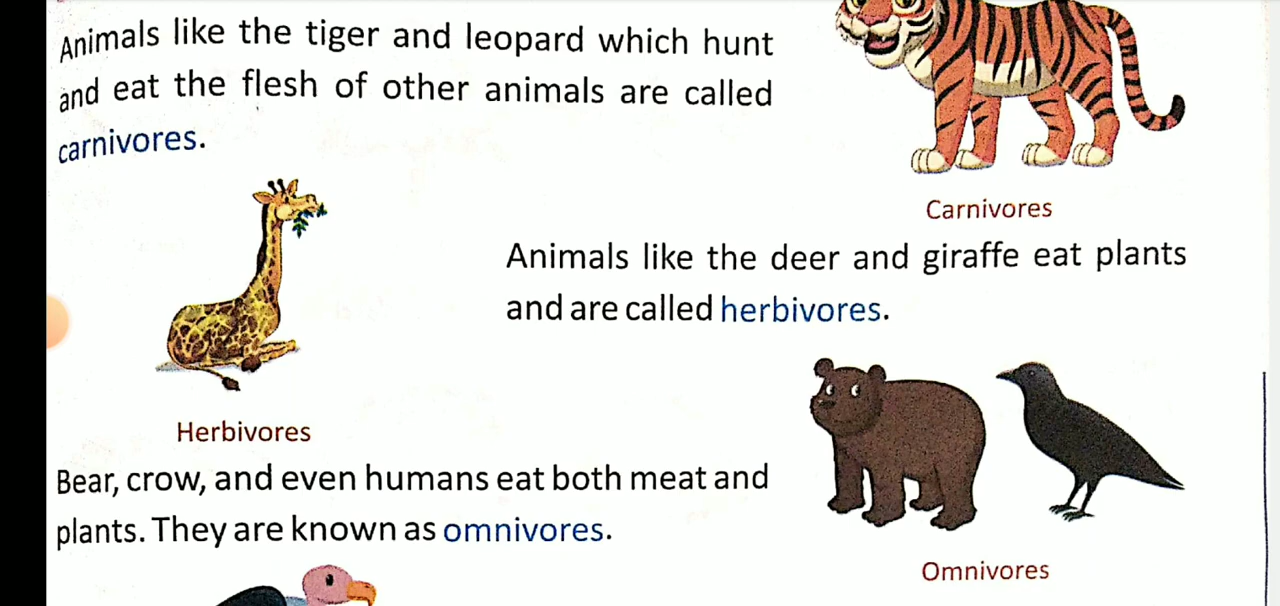 Animals like the tiger and leopard which hunt
and eat the flesh of other animals are called
carnivores.
Carnivores
Animals like the deer and giraffe eat plants
and are called herbivores.
Herbivores
Bear, crow, and even humans eat both meat and
plants. They are known as omnivores.
Omnivores